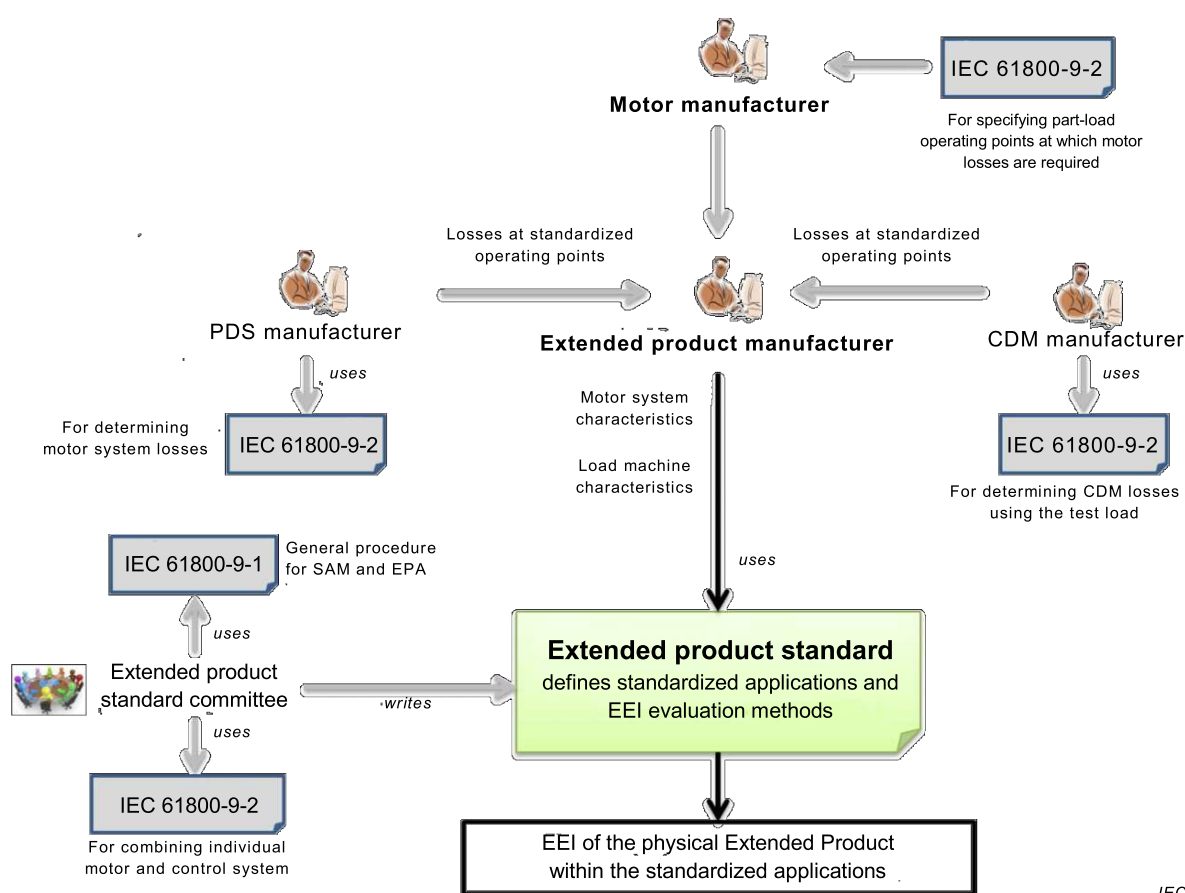 IEC 61800-9-2
Motor manufacturer
For specifying part-load
operating points at which motor
losses are required
Losses at standardized
operating points
Losses at standardized
operating points
PDS manufacturer
Extended product manufacturer
CDM manufacturer
uses
uses
For determining
motor system losses
IEC 61800-9-2
Motor system
characteristics
Load machine
characteristics
IEC 61800-9-2
For determining CDM losses
using the test load
IEC 61800-9-1
General procedure
for SAM and EPA
uses
uses
Extended product
standard committee
writes
uses
Extended product standard
defines standardized applications and
EEI evaluation methods
IEC 61800-9-2
For combining individual
motor and control system
EEI of the physical Extended Product
within the standardized applications
IEC